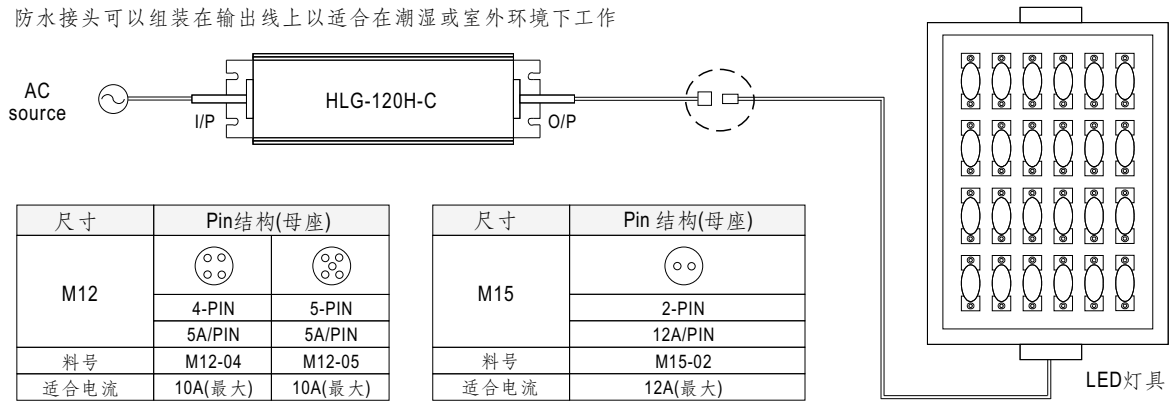 防水接头可以组装在输出线上以适合在潮湿或室外环境下工作
AC
source
I/P
HLG-120H-C
O/P
LED灯具
尺寸 Pin结构(母座)
M12
4-PIN 5-PIN
5A/PIN 5A/PIN
料号 M12-04 M12-05
适合电流 10A(最大) 10A(最大)
尺寸 Pin 结构(母座)
M15
2-PIN
12A/PIN
料号 M15-02
适合电流 12A(最大)